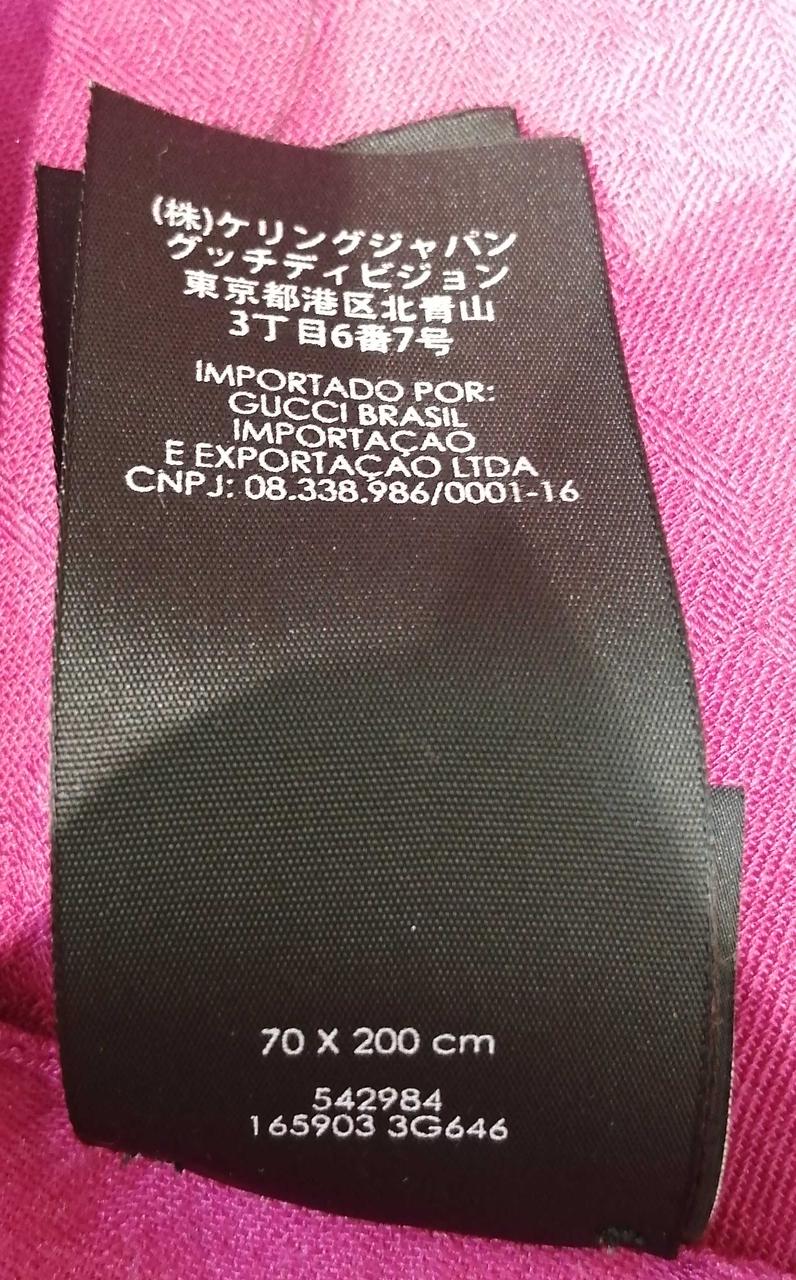 (株)ケリングジャパン
グッチディビジョン
東京都港区北青山
3丁目6番7号
IMPORTADO POR:
GUCCI BRASIL
IMPORTAÇAO
E EXPORTAÇAO LTDA
CNPJ: 08.338.986/0001-16
70 X 200 cm
542984
165903 3G646